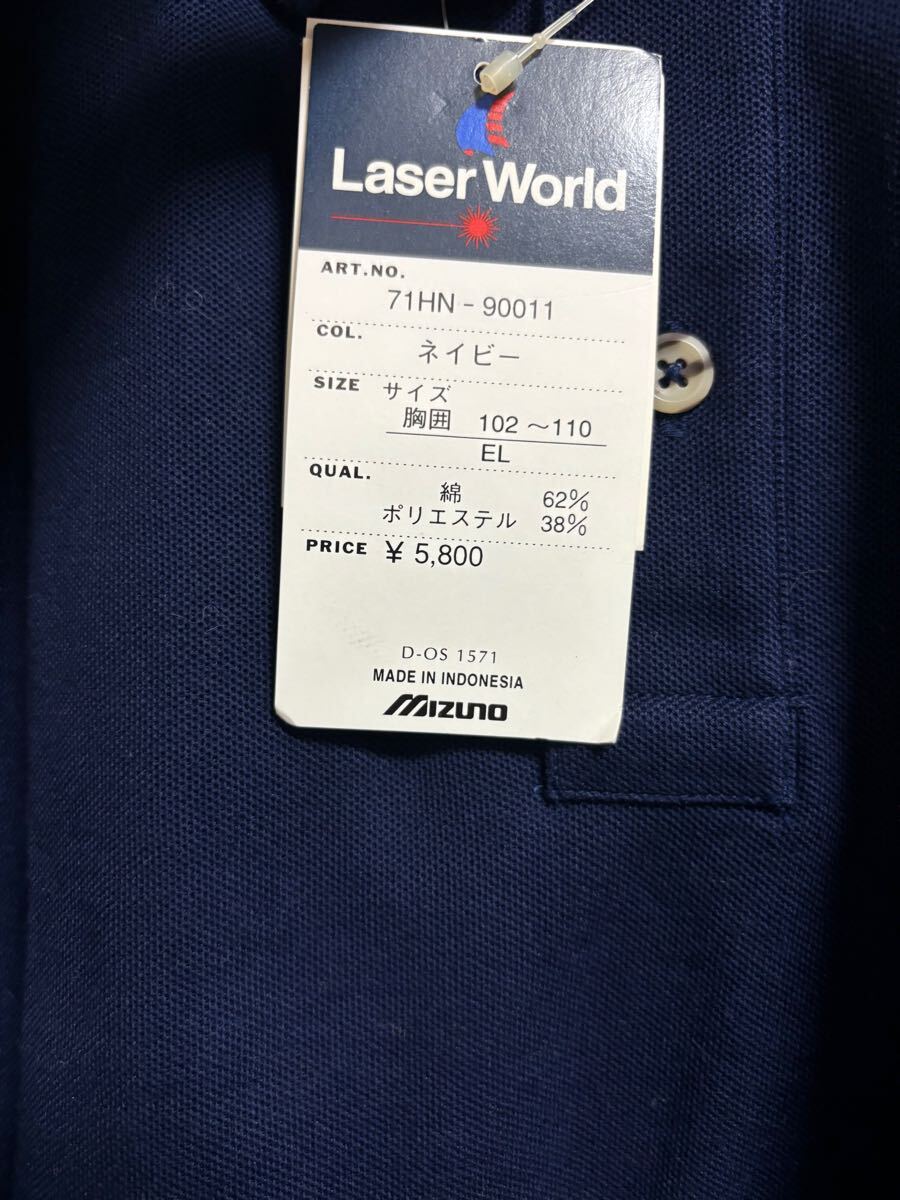 Laser World
ART.NO.
71HN-90011
COL.
ネイビー
SIZE サイズ
胸囲 102～110
EL
QUAL.
綿 62%
ポリエステル 38%
PRICE ¥ 5,800
D-OS 1571
MADE IN INDONESIA
MIZUNO